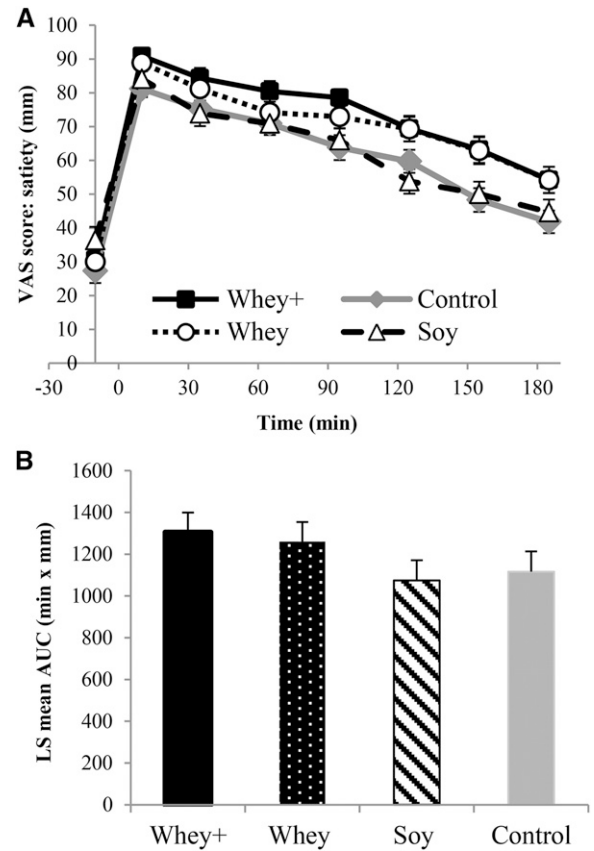 A
VAS score: satiety (mm)
100
90
80
70
60
50
40
30
20
10
0
Whey+
Control
Whey
Soy
-30
0
30
60
90
120
150
180
Time (min)
B
LS mean AUC (min x mm)
1600
1400
1200
1000
800
600
400
200
0
Whey+
Whey
Soy
Control